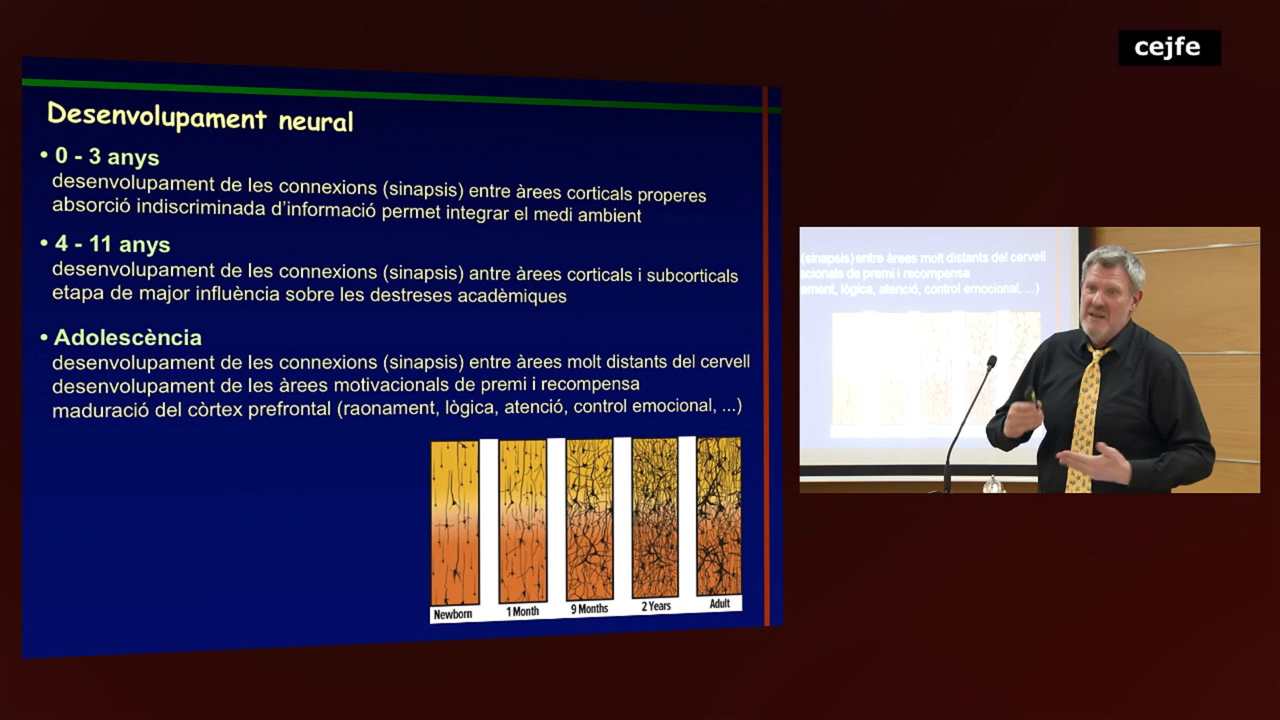 cejfe
Desenvolupament neural
• 0 - 3 anys
desenvolupament de les connexions (sinapsis) entre àrees corticals properes
absorció indiscriminada d'informació permet integrar el medi ambient
• 4 - 11 anys
desenvolupament de les connexions (sinapsis) antre àrees corticals i subcorticals
etapa de major influència sobre les destreses acadèmiques
• Adolescència
desenvolupament de les connexions (sinapsis) entre àrees molt distants del cervell
desenvolupament de les àrees motivacionals de premi i recompensa
maduració del còrtex prefrontal (raonament, lògica, atenció, control emocional, ...)
Newborn
1 Month
9 Months
2 Years
Adult
(sinapsis) entre àrees molt distants del cervell
acionals de premi i recompensa
ament, lògica, atenció, control emocional, ...)